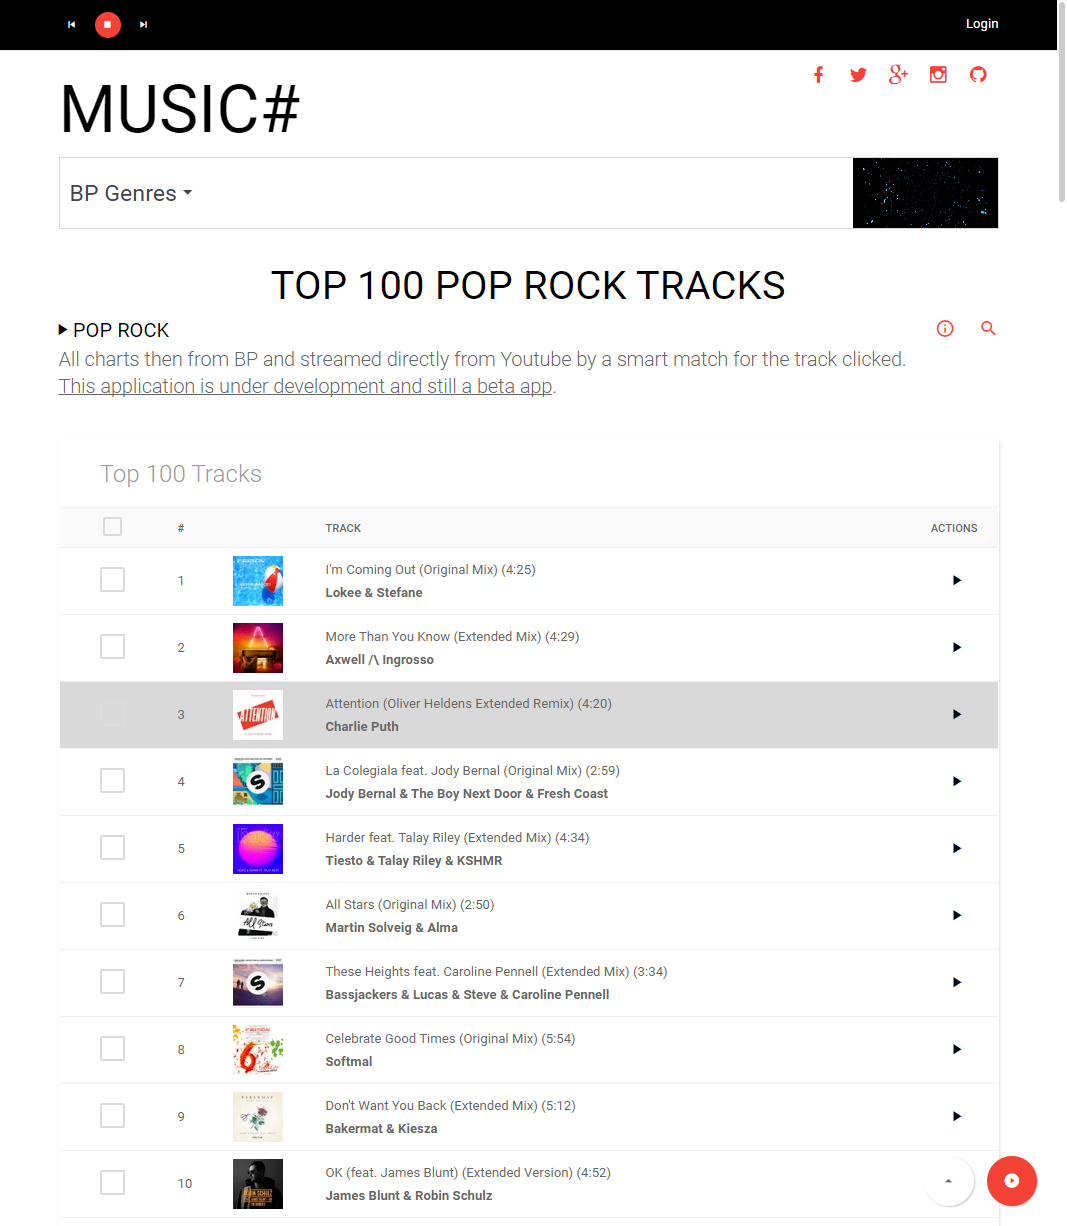 Login
MUSIC#
BP Genres
TOP 100 POP ROCK TRACKS
POP ROCK
All charts then from BP and streamed directly from Youtube by a smart match for the track clicked.
This application is under development and still a beta app.
Top 100 Tracks
# TRACK ACTIONS
1 I'm Coming Out (Original Mix) (4:25)
Lokee & Stefane
2 More Than You Know (Extended Mix) (4:29)
Axwell /\ Ingrosso
ATTENTION
3 Attention (Oliver Heldens Extended Remix) (4:20)
Charlie Puth
4 La Colegiala feat. Jody Bernal (Original Mix) (2:59)
Jody Bernal & The Boy Next Door & Fresh Coast
5 Harder feat. Talay Riley (Extended Mix) (4:34)
Tiesto & Talay Riley & KSHMR
All Stars
6 All Stars (Original Mix) (2:50)
Martin Solveig & Alma
7 These Heights feat. Caroline Pennell (Extended Mix) (3:34)
Bassjackers & Lucas & Steve & Caroline Pennell
8 Celebrate Good Times (Original Mix) (5:54)
Softmal
BAKERMAT
9 Don't Want You Back (Extended Mix) (5:12)
Bakermat & Kiesza
ROBIN SCHULZ
10 OK (feat. James Blunt) (Extended Version) (4:52)
James Blunt & Robin Schulz